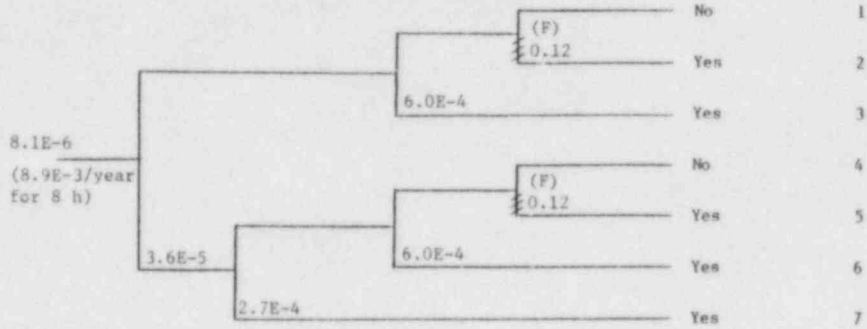 No 1
(F)
0.12
Yes 2
6.0E-4
Yes 3
8.1E-6
(8.9E-3/year
for 8 h)
No 4
(F)
0.12
Yes 5
3.6E-5
6.0E-4
Yes 6
2.7E-4
Yes 7